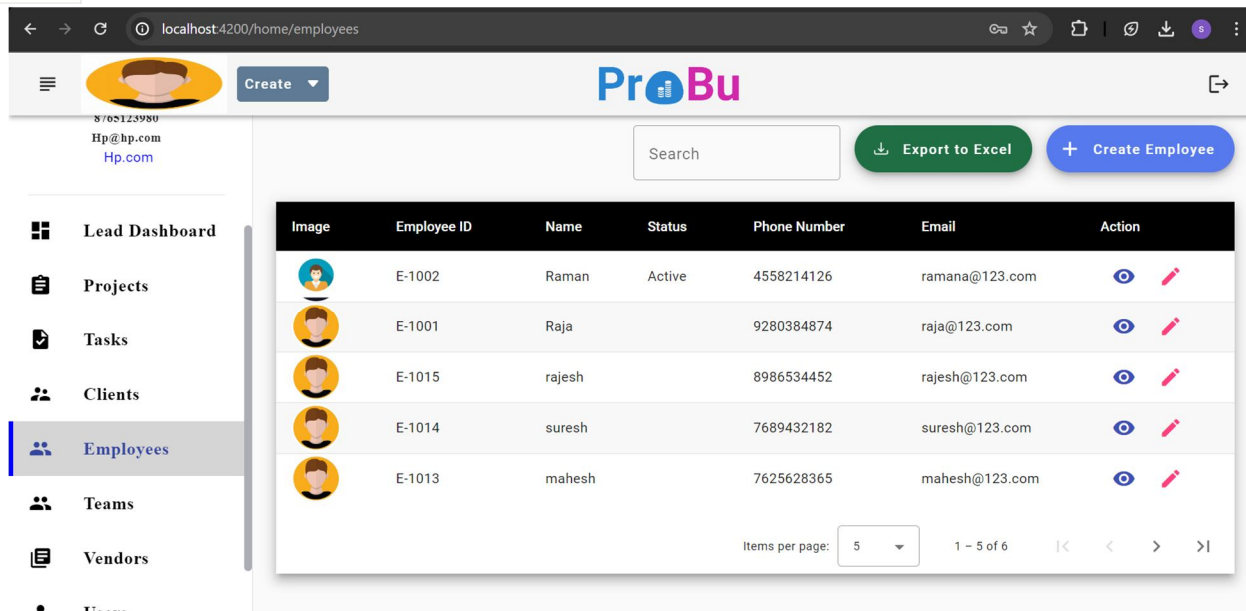 localhost:4200/home/employees
S
Create
ProBu
8765123980
Hp@hp.com
Hp.com
Search
Export to Excel
Create Employee
Lead Dashboard
Projects
Tasks
Clients
Employees
Teams
Vendors
Users
Image Employee ID Name Status Phone Number Email Action
E-1002 Raman Active 4558214126 ramana@123.com
E-1001 Raja 9280384874 raja@123.com
E-1015 rajesh 8986534452 rajesh@123.com
E-1014 suresh 7689432182 suresh@123.com
E-1013 mahesh 7625628365 mahesh@123.com
Items per page: 5 1 – 5 of 6